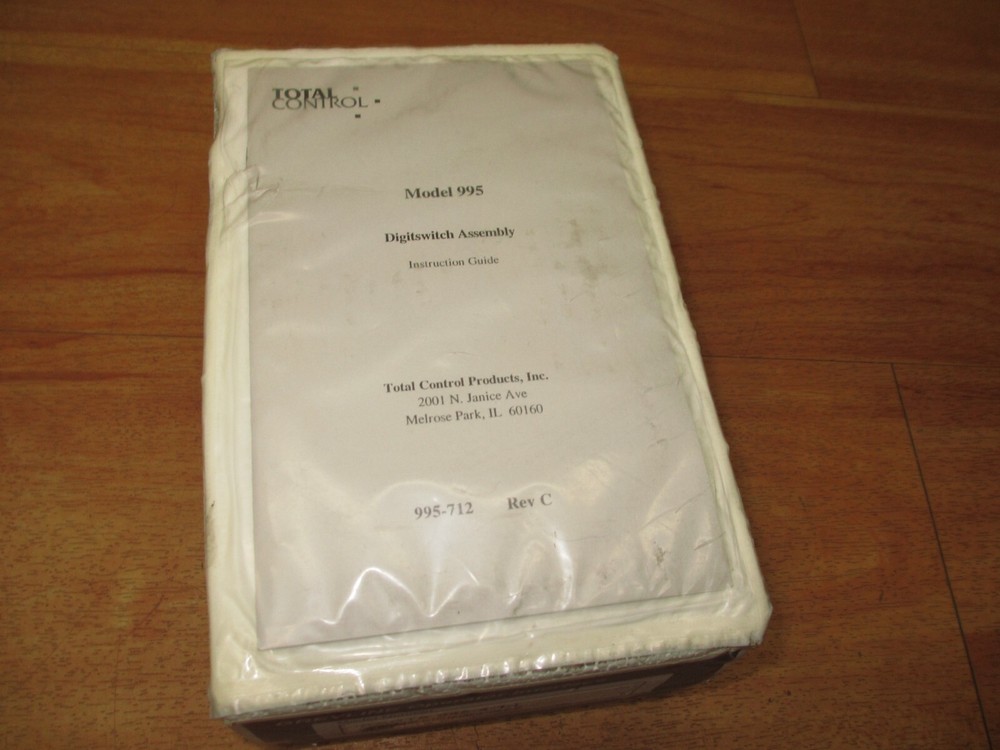 TOTAL
CONTROL
Model 995
Digitswitch Assembly
Instruction Guide
Total Control Products, Inc.
2001 N. Janice Ave
Melrose Park, IL 60160
995-712 Rev C